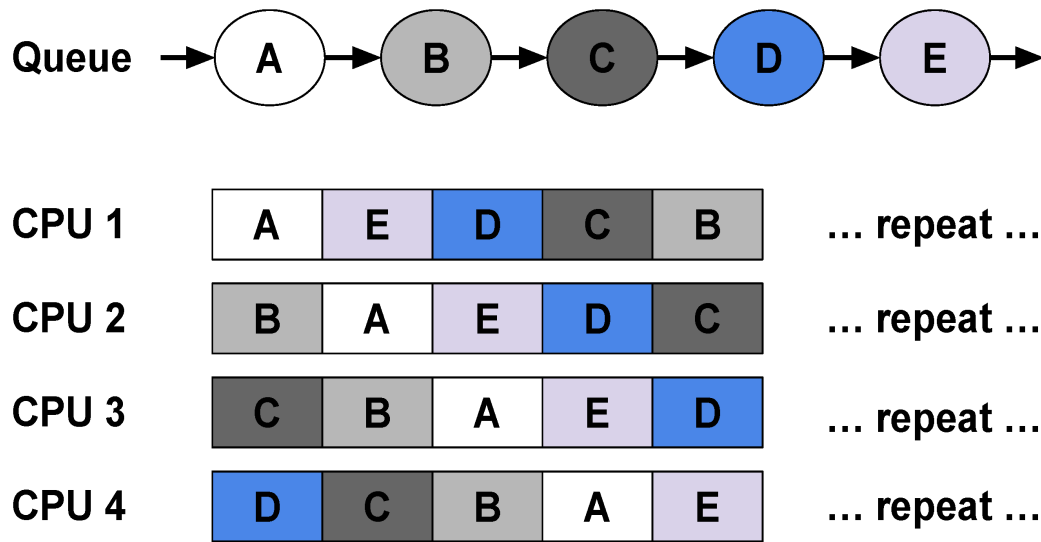 Queue A B C D E
CPU 1 A E D C B ... repeat ...
CPU 2 B A E D C ... repeat ...
CPU 3 C B A E D ... repeat ...
CPU 4 D C B A E ... repeat ...